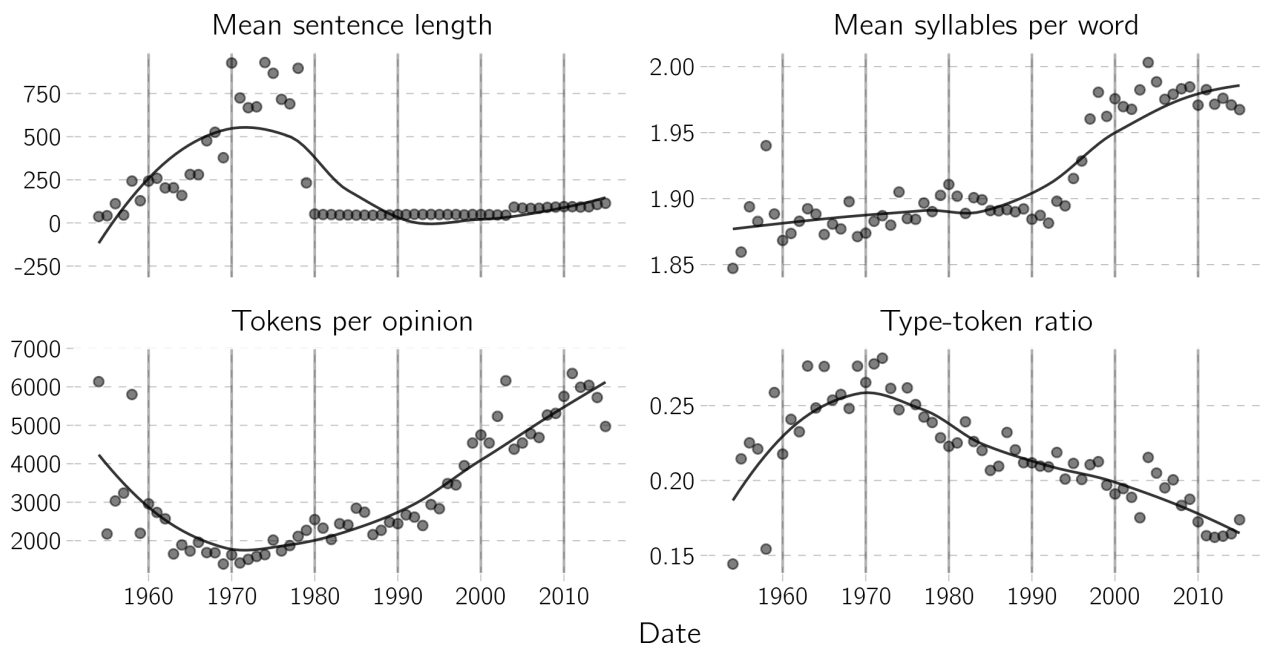 Mean sentence length
750
500
250
0
-250
Mean syllables per word
2.00
1.95
1.90
1.85
Tokens per opinion
7000
6000
5000
4000
3000
2000
1960 1970 1980 1990 2000 2010
Type-token ratio
0.25
0.20
0.15
1960 1970 1980 1990 2000 2010
Date